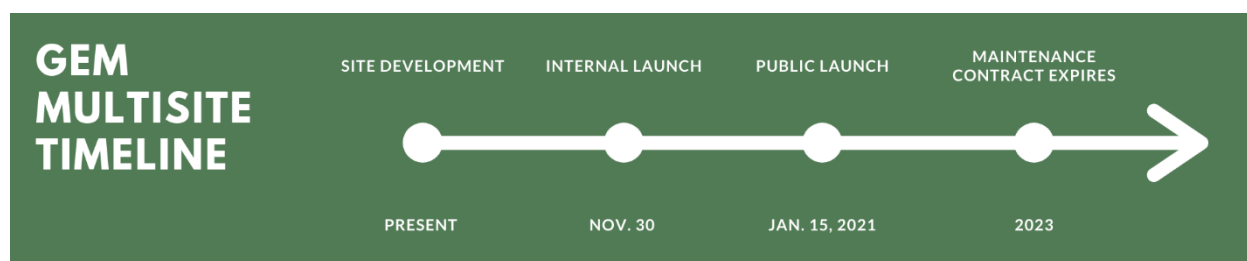 GEM
MULTISITE
TIMELINE
SITE DEVELOPMENT
INTERNAL LAUNCH
PUBLIC LAUNCH
MAINTENANCE
CONTRACT EXPIRES
PRESENT
NOV. 30
JAN. 15, 2021
2023